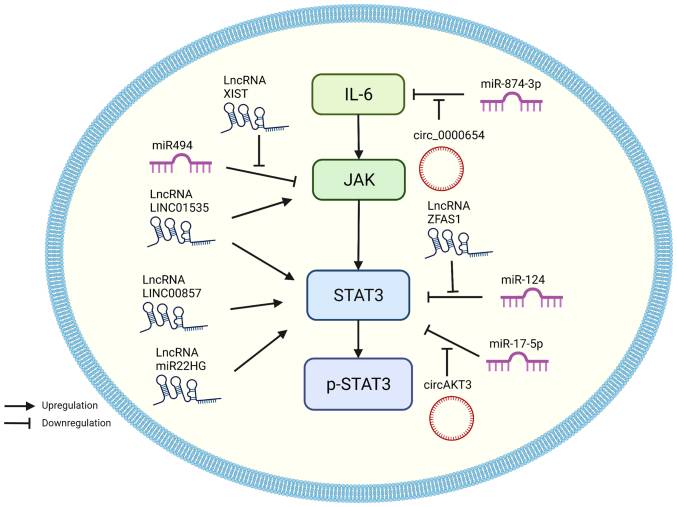 LncRNA
XIST
IL-6
miR-874-3p
circ_0000654
miR494
JAK
LncRNA
LINC01535
LncRNA
ZFAS1
LncRNA
LINC00857
STAT3
miR-124
miR-17-5p
LncRNA
miR22HG
p-STAT3
circAKT3
Upregulation
Downregulation